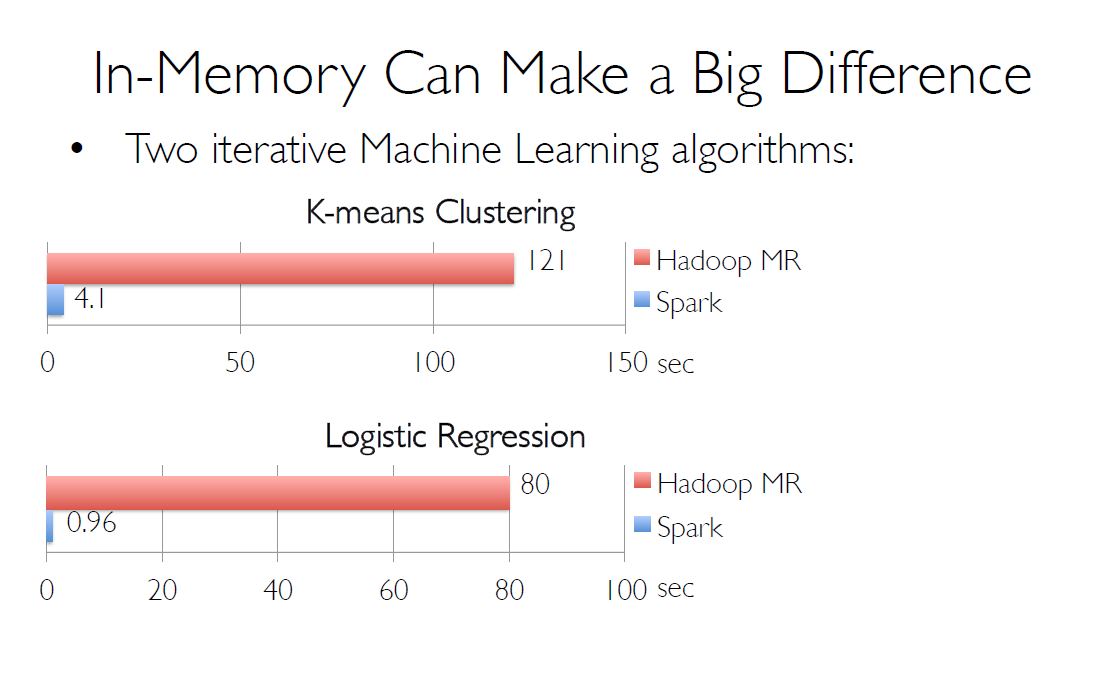 In-Memory Can Make a Big Difference
• Two iterative Machine Learning algorithms:
K-means Clustering
121
Hadoop MR
4.1
Spark
0 50 100 150 sec
Logistic Regression
80
Hadoop MR
0.96
Spark
0 20 40 60 80 100 sec